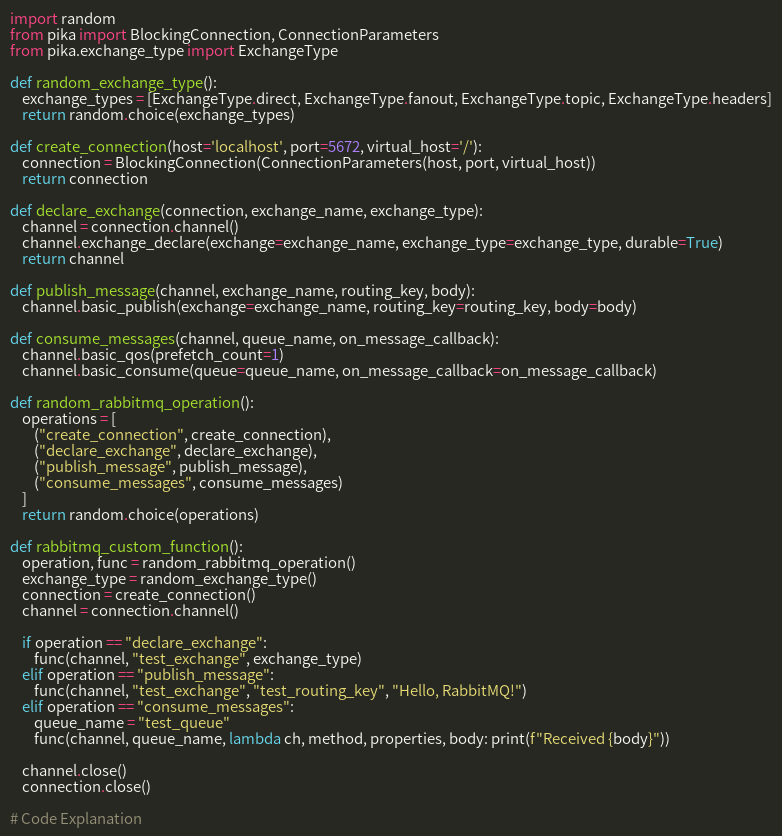 import random
from pika import BlockingConnection, ConnectionParameters
from pika.exchange_type import ExchangeType

def random_exchange_type():
    exchange_types = [ExchangeType.direct, ExchangeType.fanout, ExchangeType.topic, ExchangeType.headers]
    return random.choice(exchange_types)

def create_connection(host='localhost', port=5672, virtual_host='/'):
    connection = BlockingConnection(ConnectionParameters(host, port, virtual_host))
    return connection

def declare_exchange(connection, exchange_name, exchange_type):
    channel = connection.channel()
    channel.exchange_declare(exchange=exchange_name, exchange_type=exchange_type, durable=True)
    return channel

def publish_message(channel, exchange_name, routing_key, body):
    channel.basic_publish(exchange=exchange_name, routing_key=routing_key, body=body)

def consume_messages(channel, queue_name, on_message_callback):
    channel.basic_qos(prefetch_count=1)
    channel.basic_consume(queue=queue_name, on_message_callback=on_message_callback)

def random_rabbitmq_operation():
    operations = [
        ("create_connection", create_connection),
        ("declare_exchange", declare_exchange),
        ("publish_message", publish_message),
        ("consume_messages", consume_messages)
    ]
    return random.choice(operations)

def rabbitmq_custom_function():
    operation, func = random_rabbitmq_operation()
    exchange_type = random_exchange_type()
    connection = create_connection()
    channel = connection.channel()

    if operation == "declare_exchange":
        func(channel, "test_exchange", exchange_type)
    elif operation == "publish_message":
        func(channel, "test_exchange", "test_routing_key", "Hello, RabbitMQ!")
    elif operation == "consume_messages":
        queue_name = "test_queue"
        func(channel, queue_name, lambda ch, method, properties, body: print(f"Received {body}"))

    channel.close()
    connection.close()

# Code Explanation